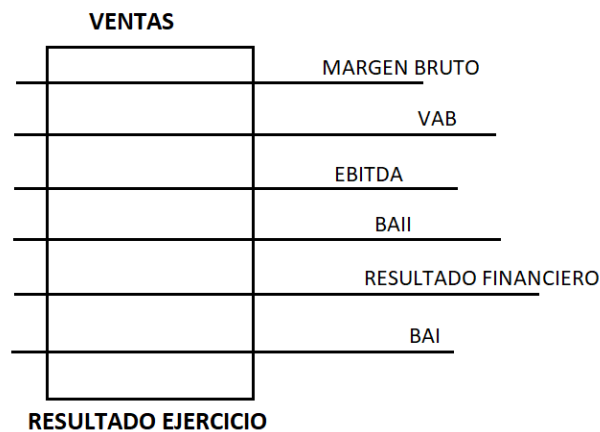 VENTAS
MARGEN BRUTO
VAB
EBITDA
BAII
RESULTADO FINANCIERO
BAI
RESULTADO EJERCICIO